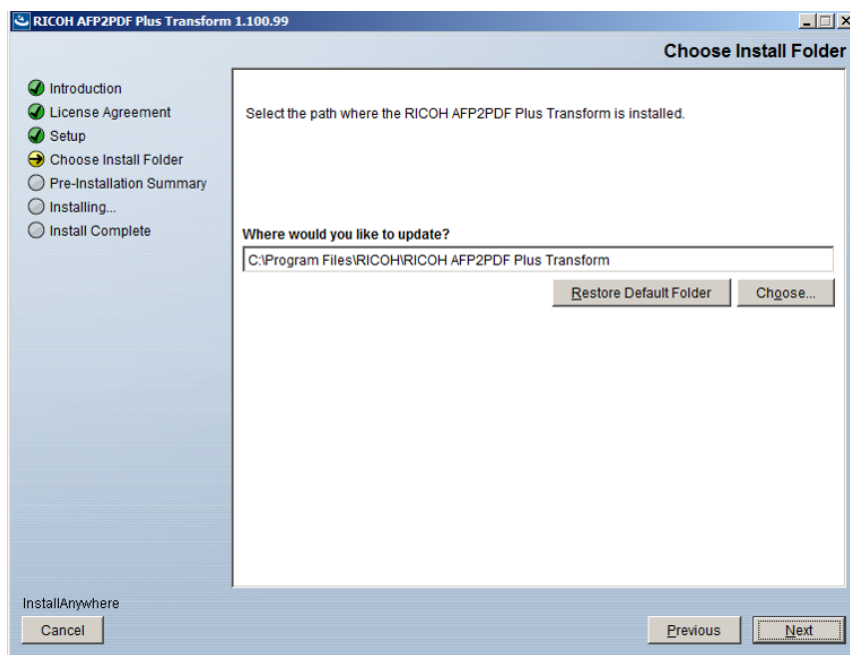 RICOH AFP2PDF Plus Transform 1.100.99
Choose Install Folder
Introduction
License Agreement
Setup
Choose Install Folder
Pre-Installation Summary
Installing...
Install Complete
Select the path where the RICOH AFP2PDF Plus Transform is installed.
Where would you like to update?
C:\Program Files\RICOH\RICOH AFP2PDF Plus Transform
Restore Default Folder
Choose...
InstallAnywhere
Cancel
Previous
Next